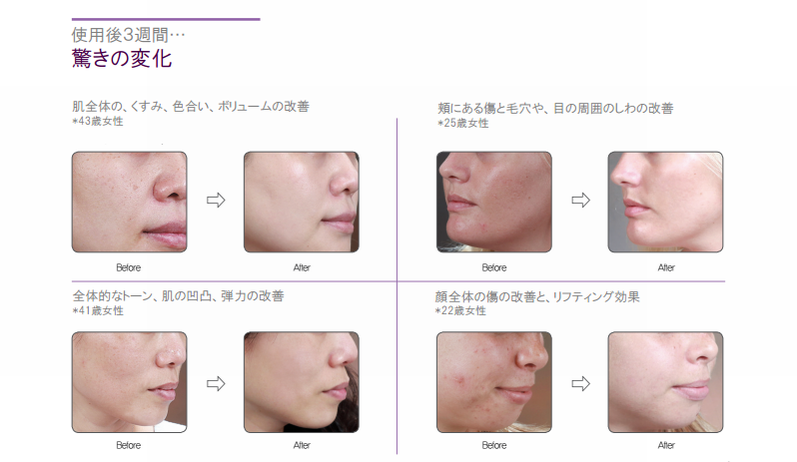 使用後3週間…
驚きの変化
肌全体の、くすみ、色合い、ボリュームの改善
*43歳女性
Before
After
頬にある傷と毛穴や、目の周囲のしわの改善
*25歳女性
Before
After
全体的なトーン、肌の凹凸、弾力の改善
*41歳女性
Before
After
顔全体の傷の改善と、リフティング効果
*22歳女性
Before
After